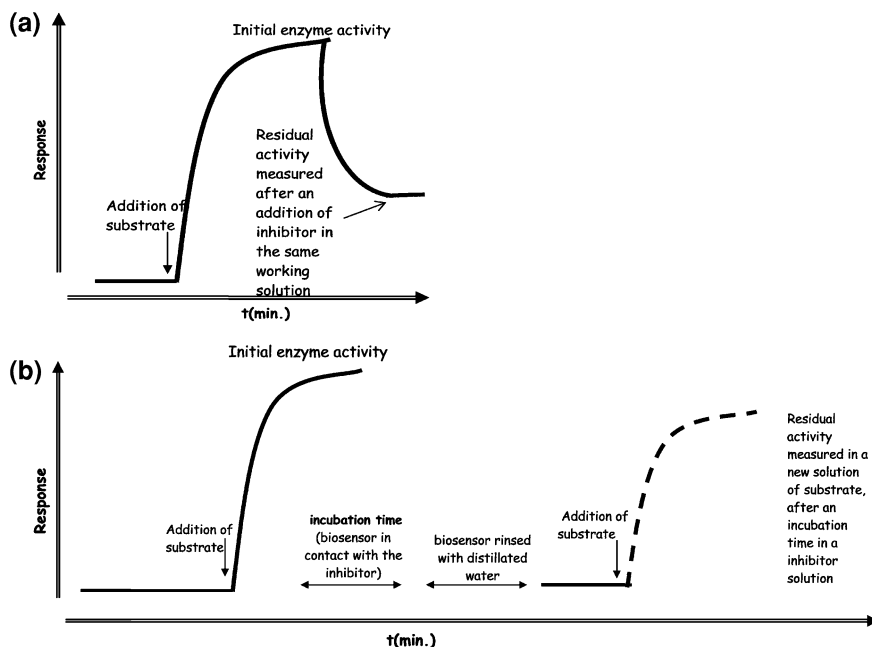 (a)
Initial enzyme activity
Response
Addition of
substrate
Residual
activity
measured
after an
addition of
inhibitor in
the same
working
solution
t(min.)
(b)
Initial enzyme activity
Response
Addition of
substrate
incubation time
(biosensor in
contact with the
inhibitor)
biosensor rinsed
with distillated
water
Addition of
substrate
Residual
activity
measured in a
new solution
of substrate,
after an
incubation
time in a
inhibitor
solution
t(min.)